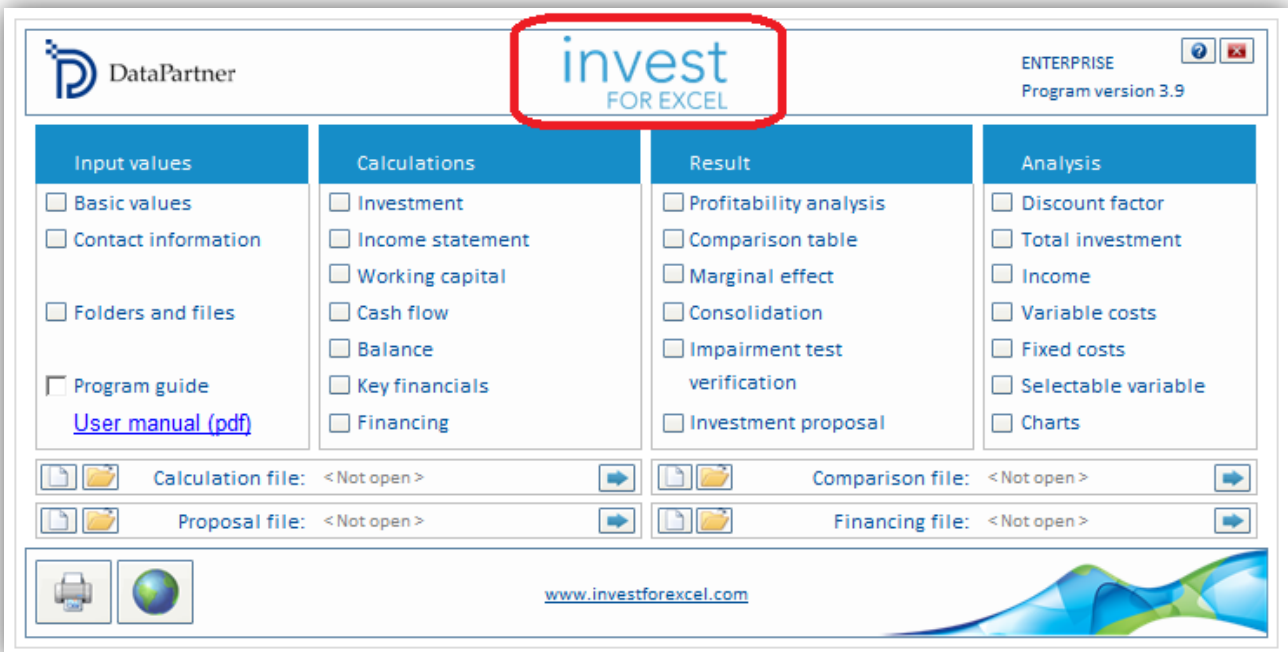 DataPartner
invest
FOR EXCEL
ENTERPRISE
Program version 3.9
Input values
Basic values
Contact information
Folders and files
Program guide
User manual (pdf)
Calculations
Investment
Income statement
Working capital
Cash flow
Balance
Key financials
Financing
Result
Profitability analysis
Comparison table
Marginal effect
Consolidation
Impairment test
verification
Investment proposal
Analysis
Discount factor
Total investment
Income
Variable costs
Fixed costs
Selectable variable
Charts
Calculation file: < Not open >
Comparison file: < Not open >
Proposal file: < Not open >
Financing file: < Not open >
www.investforexcel.com